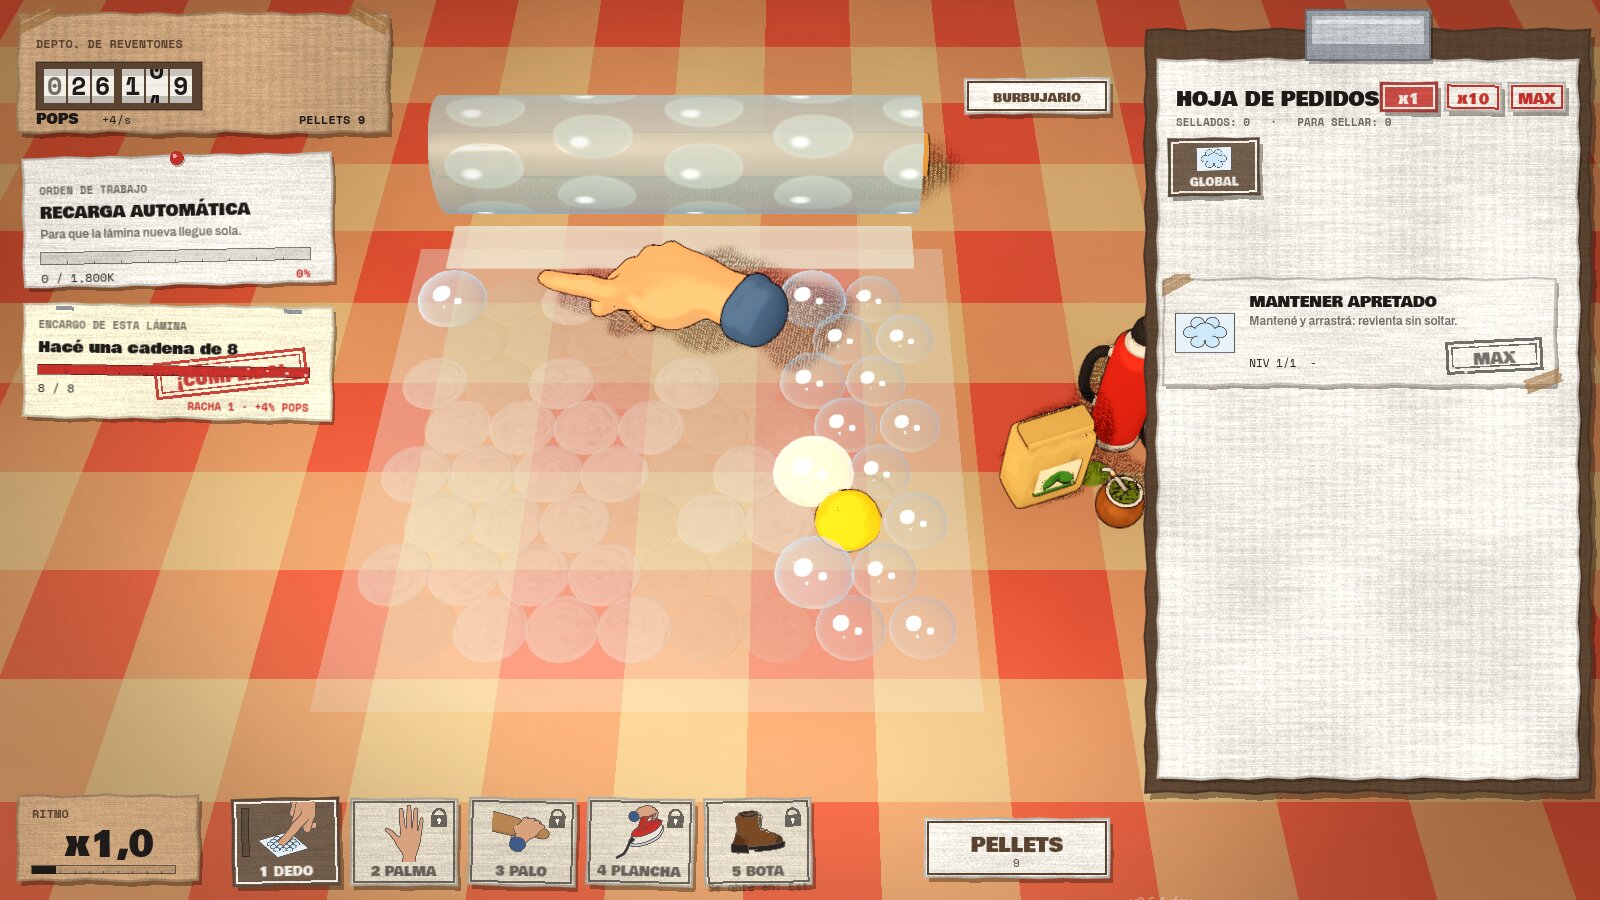 DEPTO. DE REVENTONES
POPS +4/s PELLETS 9
ORDEN DE TRABAJO
RECARGA AUTOMÁTICA
Para que la lámina nueva llegue sola.
0 / 1.800K 0%
ENCARGO DE ESTA LÁMINA
Hacé una cadena de 8
8 / 8
RACHA 1 · +4% POPS
BURBUJARIO
HOJA DE PEDIDOS x1 x10 MAX
SELLADOS: 0 · PARA SELLAR: 0
GLOBAL
MANTENER APRETADO
Mantené y arrastrá: revienta sin soltar.
NIV 1/1 -
MAX
RITMO
x1,0
1 DEDO
2 PALMA
3 PALO
4 PLANCHA
5 BOTA
Se abre en: Est
PELLETS
9